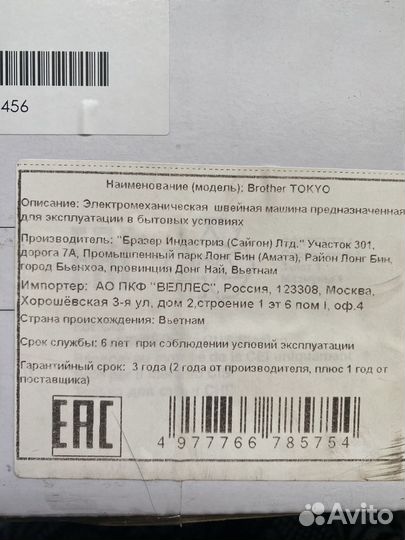 456
Наименование (модель): Brother TOKYO
Описание: Электромеханическая швейная машина предназначенная
для эксплуатации в бытовых условиях
Производитель: "Бразер Индастриз (Сайгон) Лтд." Участок 301,
дорога 7А, Промышленный парк Лонг Бин (Амата), Район Лонг Бин,
город Бьенхоа, провинция Донг Най, Вьетнам
Импортер: АО ПКФ "ВЕЛЛЕС", Россия, 123308, Москва,
Хорошёвская 3-я ул, дом 2,строение 1 эт 6 пом I, оф.4
Страна происхождения: Вьетнам
Срок службы: 6 лет при соблюдении условий эксплуатации
Гарантийный срок: 3 года (2 года от производителя, плюс 1 год от
поставщика)
EAC
4 977766 785754
Avito